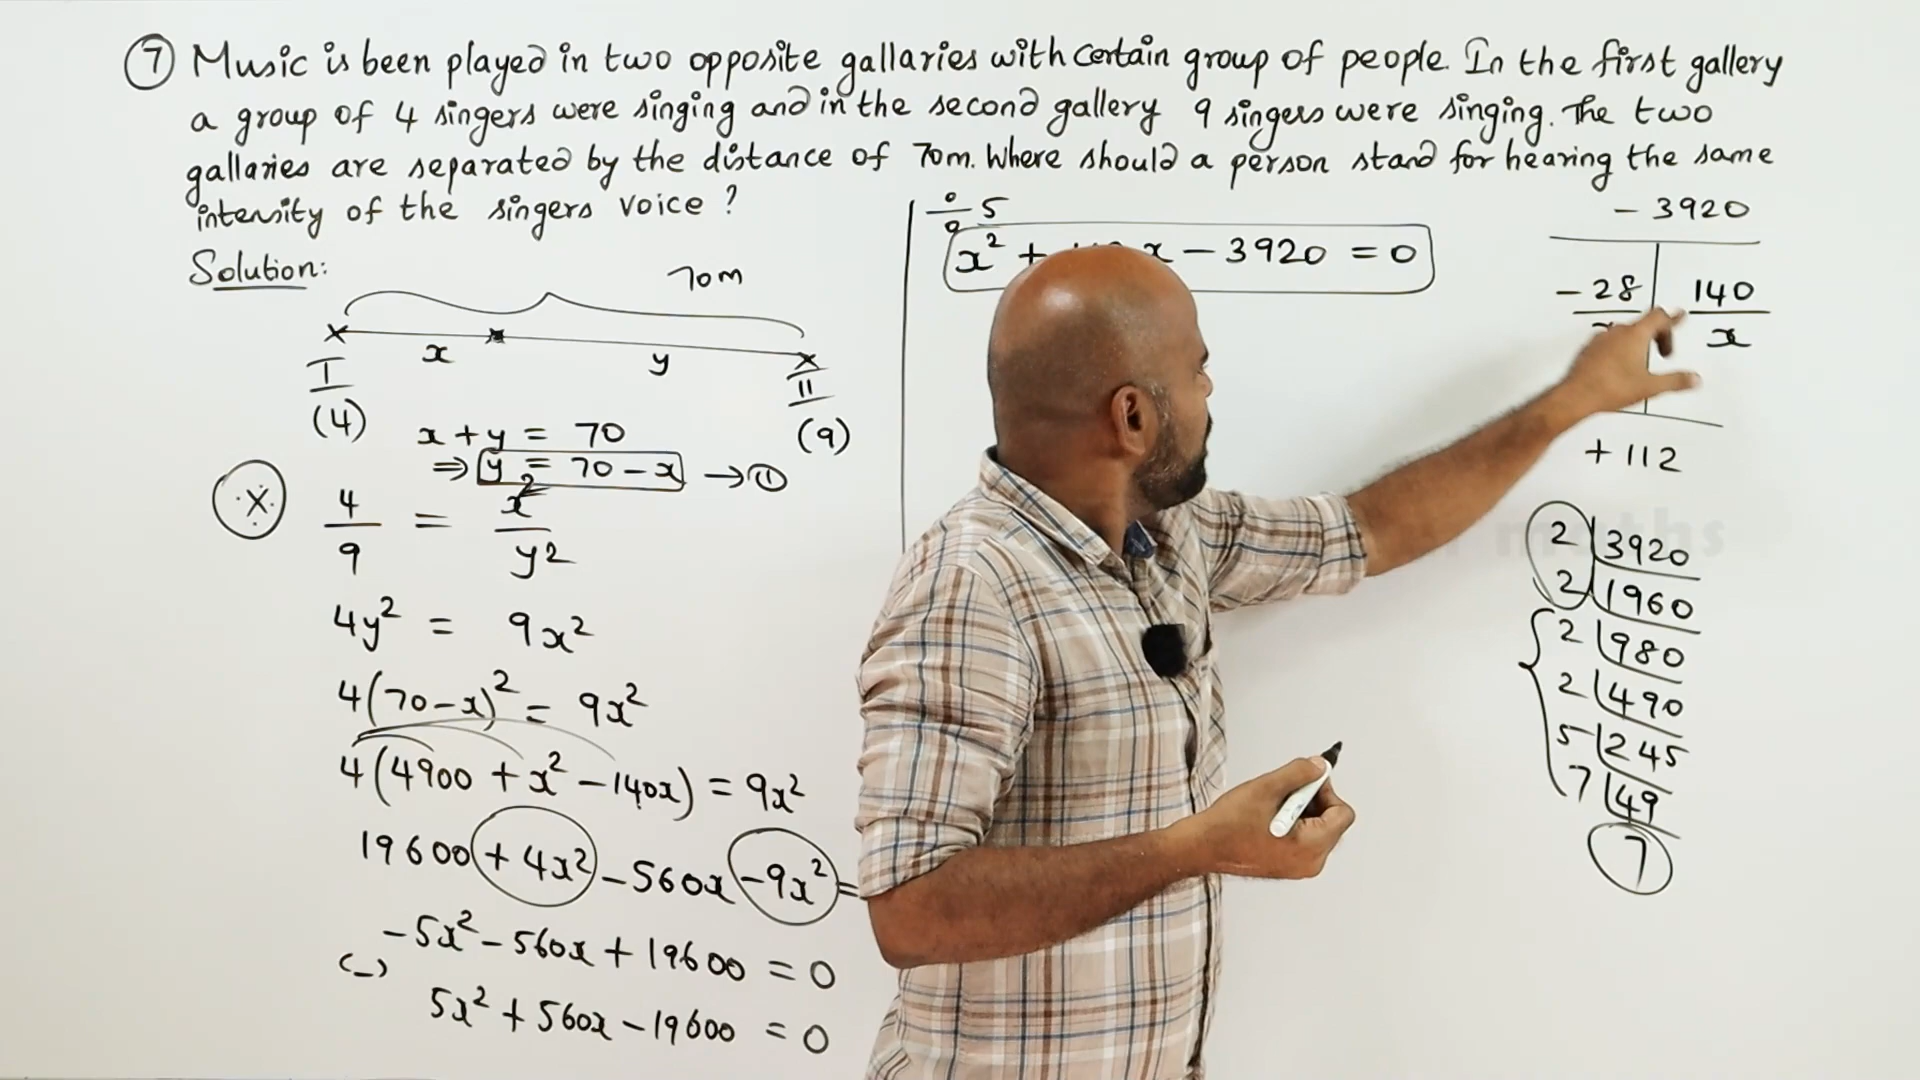 7 Music is been played in two opposite gallaries with certain group of people. In the first gallery
a group of 4 singers were singing and in the second gallery 9 singers were singing. The two
gallaries are separated by the distance of 70m. Where should a person stand for hearing the same
intensity of the singers voice ?
Solution:
70m
x y
I II
(4) (9)
x + y = 70
⇒ y = 70 - x → ①
X 4/9 = x²/y²
4y² = 9x²
4(70-x)² = 9x²
4(4900 + x² - 140x) = 9x²
19600 + 4x² - 560x - 9x² =
-5x² - 560x + 19600 = 0
(-)
5x² + 560x - 19600 = 0
÷ 5
x² + x - 3920 = 0
- 3920
-28 140
x
+ 112
2 3920
2 1960
2 980
2 490
5 245
7 49
7
maths